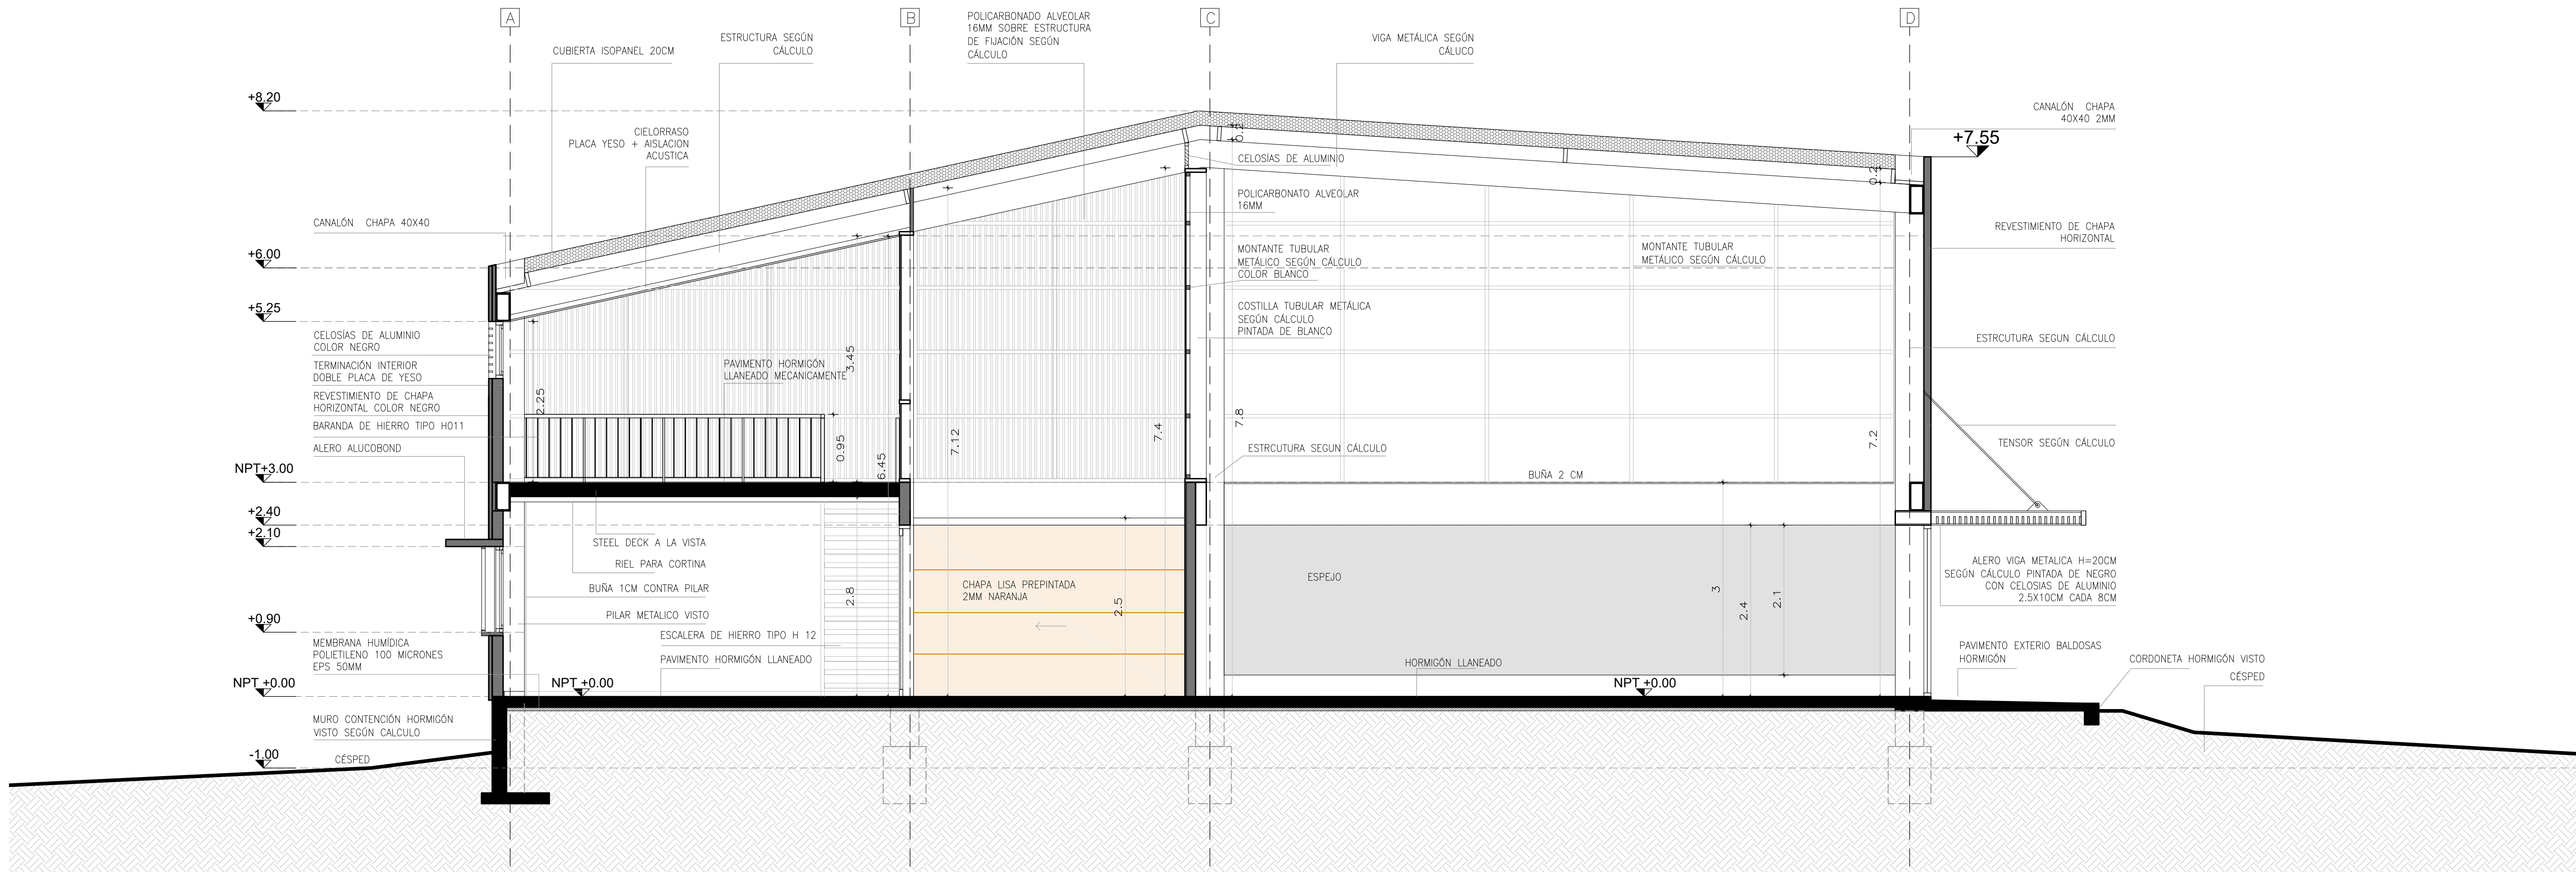 A
B
C
D
CUBIERTA ISOPANEL 20CM
ESTRUCTURA SEGÚN
CÁLCULO
POLICARBONADO ALVEOLAR
16MM SOBRE ESTRUCTURA
DE FIJACIÓN SEGÚN
CÁLCULO
VIGA METÁLICA SEGÚN
CÁLUCO
CANALÓN CHAPA
40X40 2MM
+8.20
+7.55
CIELORRASO
PLACA YESO + AISLACION
ACUSTICA
0.2
CELOSÍAS DE ALUMINIO
0.2
POLICARBONATO ALVEOLAR
16MM
CANALÓN CHAPA 40X40
REVESTIMIENTO DE CHAPA
HORIZONTAL
+6.00
MONTANTE TUBULAR
METÁLICO SEGÚN CÁLCULO
COLOR BLANCO
MONTANTE TUBULAR
METÁLICO SEGÚN CÁLCULO
+5.25
COSTILLA TUBULAR METÁLICA
SEGÚN CÁLCULO
PINTADA DE BLANCO
CELOSÍAS DE ALUMINIO
COLOR NEGRO
ESTRCUTURA SEGUN CÁLCULO
TERMINACIÓN INTERIOR
DOBLE PLACA DE YESO
PAVIMENTO HORMIGÓN
LLANEADO MECANICAMENTE
3.45
REVESTIMIENTO DE CHAPA
HORIZONTAL COLOR NEGRO
2.25
BARANDA DE HIERRO TIPO H011
ALERO ALUCOBOND
0.95
6.45
7.12
7.4
7.8
7.2
ESTRCUTURA SEGUN CÁLCULO
TENSOR SEGÚN CÁLCULO
NPT+3.00
BUÑA 2 CM
+2.40
+2.10
STEEL DECK A LA VISTA
RIEL PARA CORTINA
BUÑA 1CM CONTRA PILAR
PILAR METALICO VISTO
2.8
CHAPA LISA PREPINTADA
2MM NARANJA
2.5
ESPEJO
3
2.4
2.1
ALERO VIGA METALICA H=20CM
SEGÚN CÁLCULO PINTADA DE NEGRO
CON CELOSIAS DE ALUMINIO
2.5X10CM CADA 8CM
+0.90
MEMBRANA HUMÍDICA
POLIETILENO 100 MICRONES
EPS 50MM
ESCALERA DE HIERRO TIPO H 12
PAVIMENTO HORMIGÓN LLANEADO
HORMIGÓN LLANEADO
PAVIMENTO EXTERIO BALDOSAS
HORMIGÓN
CORDONETA HORMIGÓN VISTO
CÉSPED
NPT +0.00
NPT +0.00
NPT +0.00
MURO CONTENCIÓN HORMIGÓN
VISTO SEGÚN CALCULO
-1.00
CÉSPED